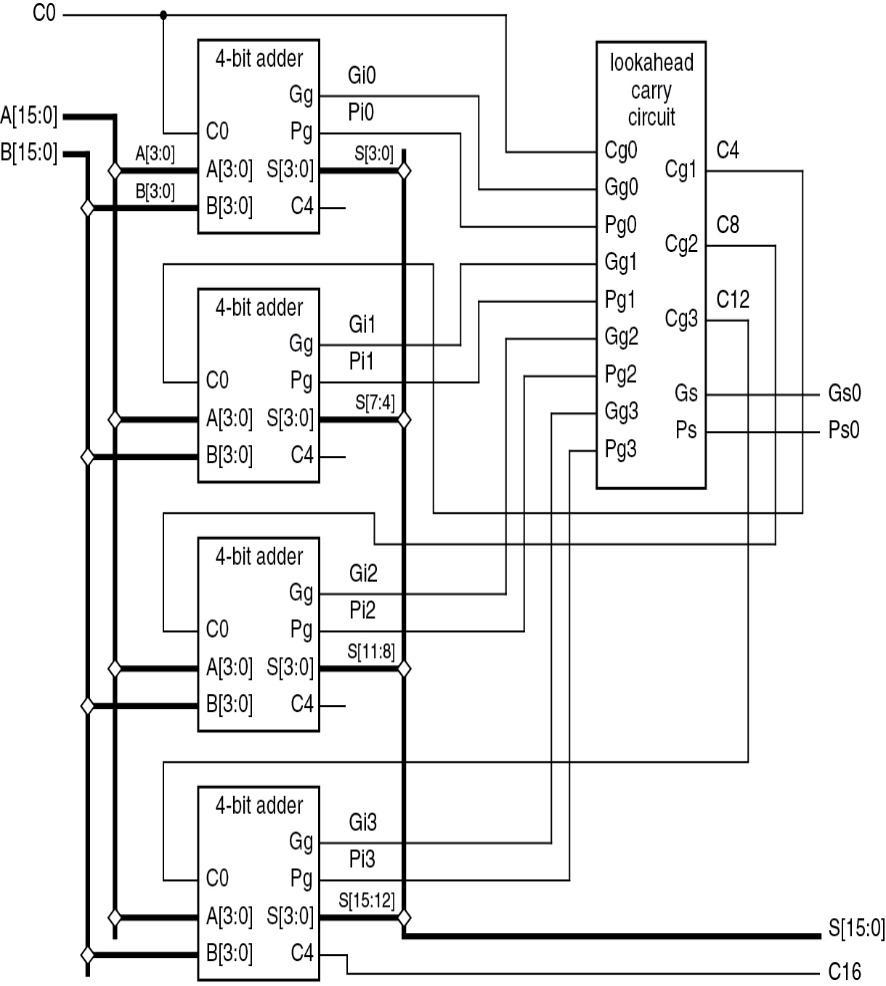 C0
4-bit adder
Gg
Gi0
Pi0
C0
Pg
A[15:0]
B[15:0]
A[3:0]
B[3:0]
A[3:0]
S[3:0]
S[3:0]
B[3:0]
C4
lookahead
carry
circuit
Cg0
Gg0
Pg0
Gg1
Pg1
Gg2
Pg2
Gg3
Pg3
Cg1
C4
Cg2
C8
Cg3
C12
Gs
Gs0
Ps
Ps0
4-bit adder
Gg
Gi1
Pi1
C0
Pg
A[3:0]
S[3:0]
S[7:4]
B[3:0]
C4
4-bit adder
Gg
Gi2
Pi2
C0
Pg
A[3:0]
S[3:0]
S[11:8]
B[3:0]
C4
4-bit adder
Gg
Gi3
Pi3
C0
Pg
A[3:0]
S[3:0]
S[15:12]
B[3:0]
C4
S[15:0]
C16